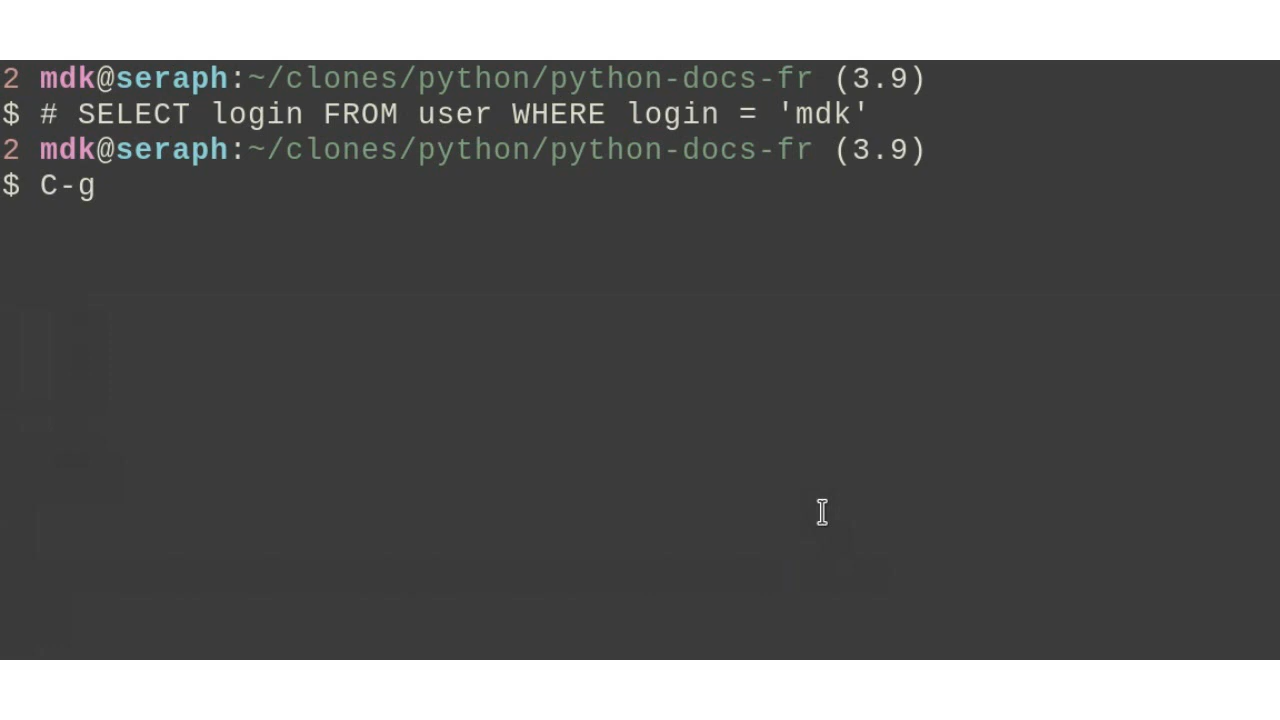 2 mdk@seraph:~/clones/python/python-docs-fr (3.9)
$ # SELECT login FROM user WHERE login = 'mdk'
2 mdk@seraph:~/clones/python/python-docs-fr (3.9)
$ C-g